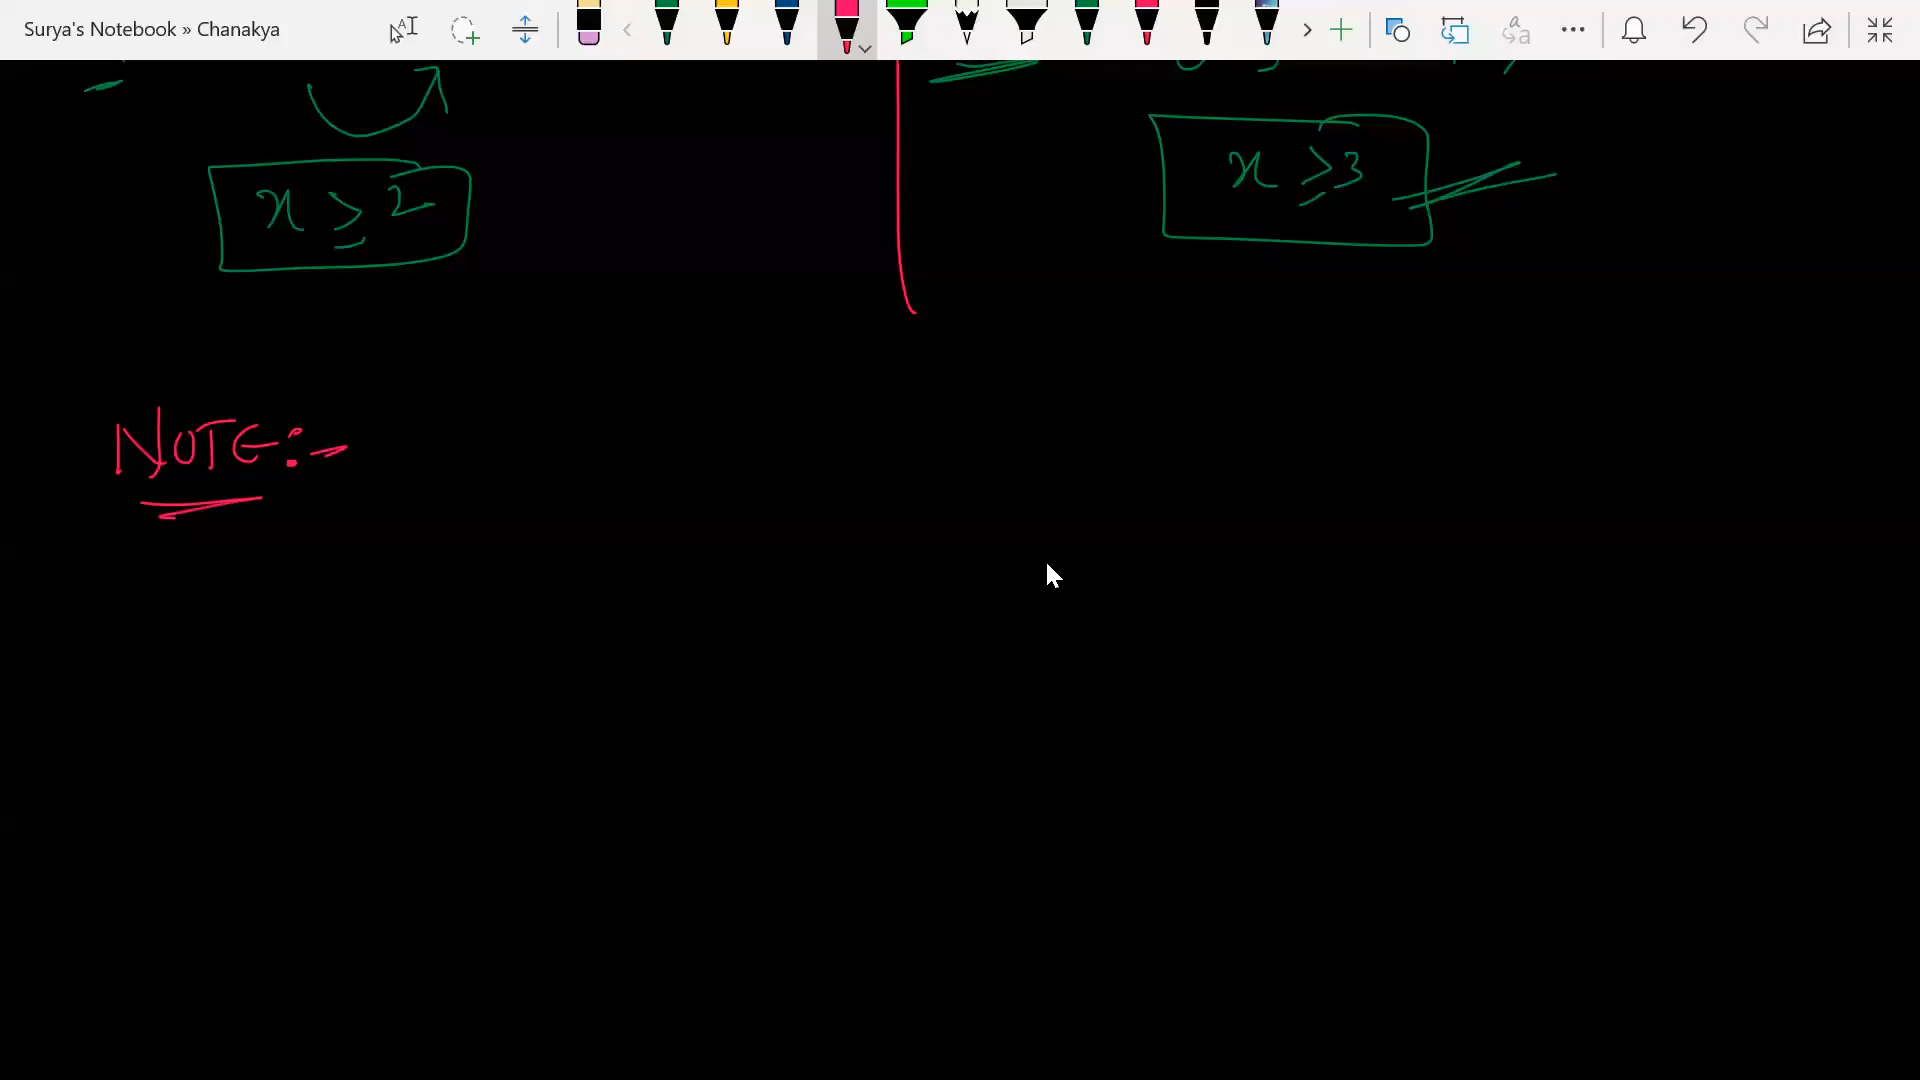 Surya's Notebook » Chanakya
x ≥ 2
x ≥ 3
NOTE:-